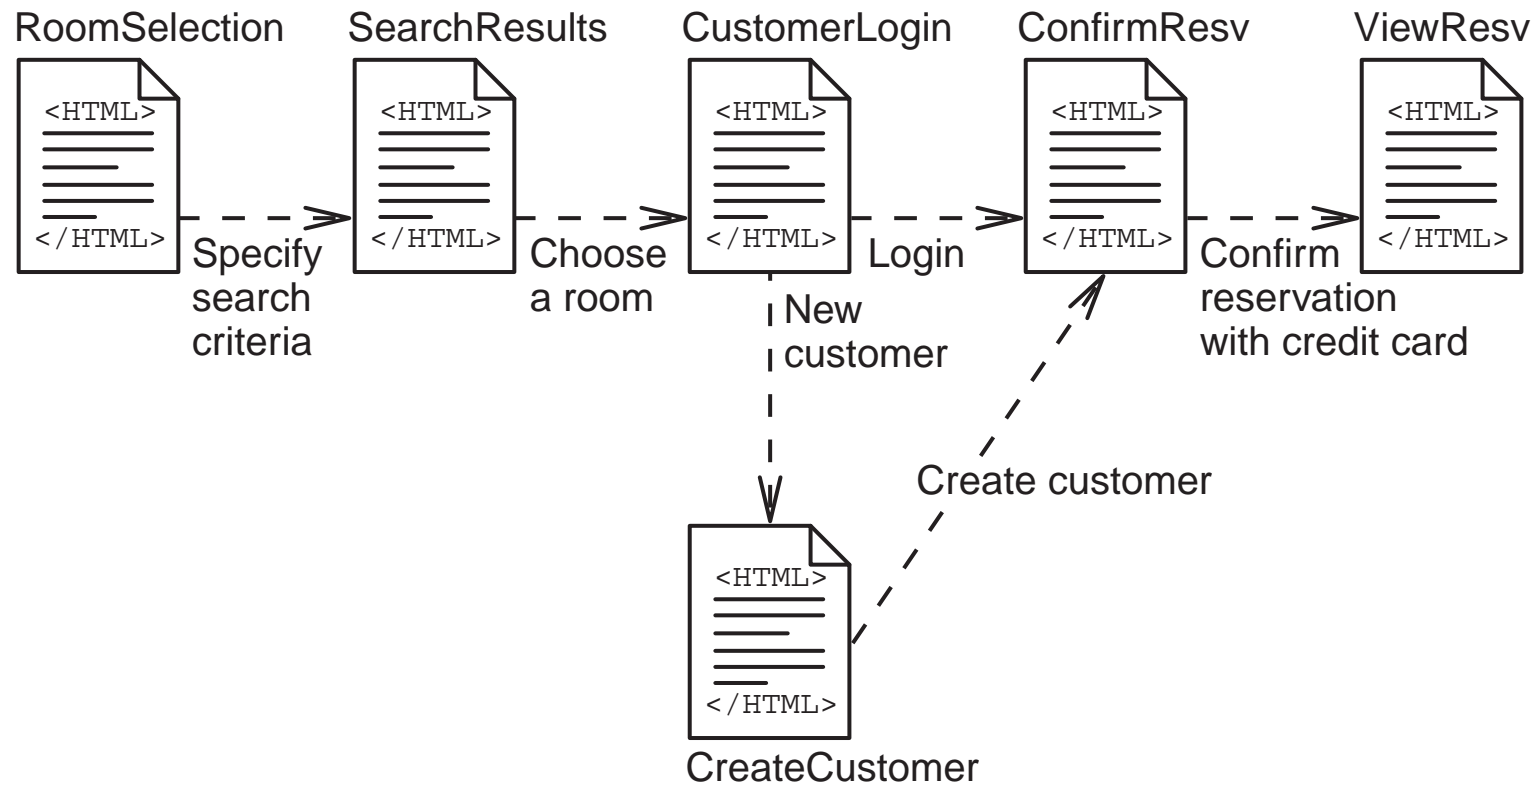 RoomSelection
SearchResults
CustomerLogin
ConfirmResv
ViewResv
<HTML>
</HTML>
<HTML>
</HTML>
<HTML>
</HTML>
<HTML>
</HTML>
<HTML>
</HTML>
Specify
search
criteria
Choose
a room
Login
Confirm
reservation
with credit card
New
customer
Create customer
<HTML>
</HTML>
CreateCustomer